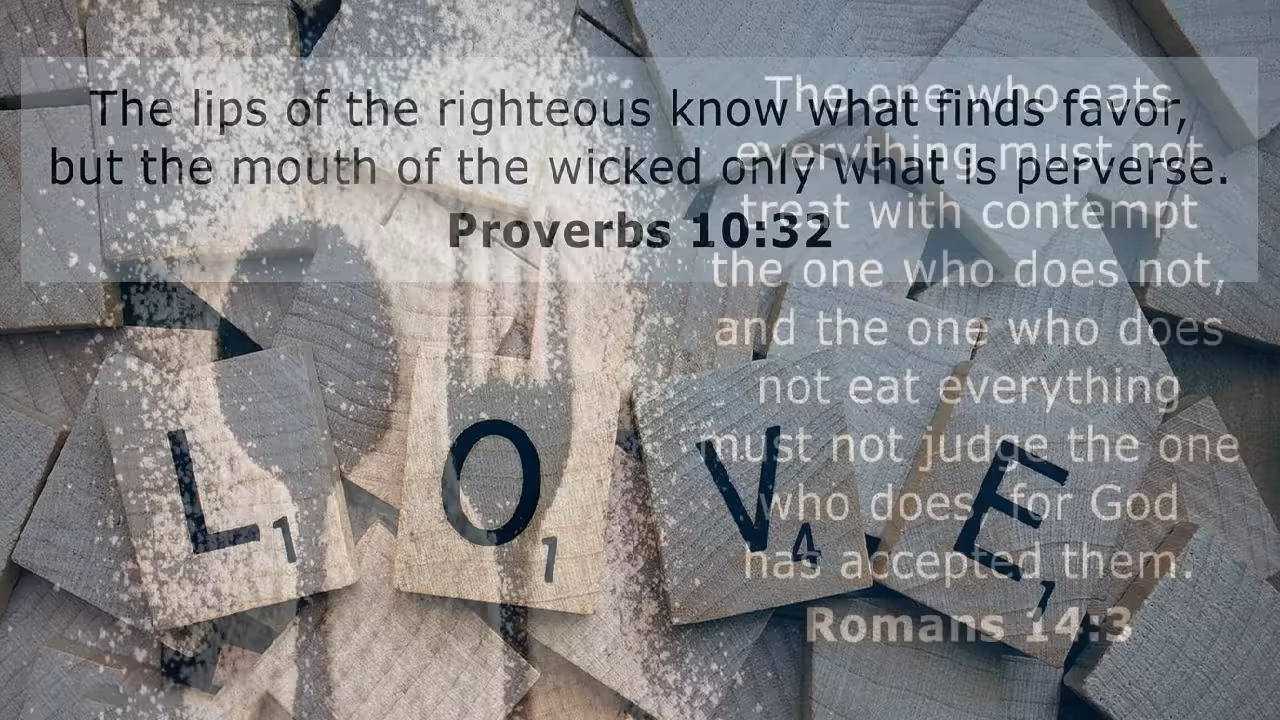 The lips of the righteous know what finds favor,
but the mouth of the wicked only what is perverse.
Proverbs 10:32
The one who eats
everything must not
treat with contempt
the one who does not,
and the one who does
not eat everything
must not judge the one
who does, for God
has accepted them.
Romans 14:3
L1 O1 V4 E1